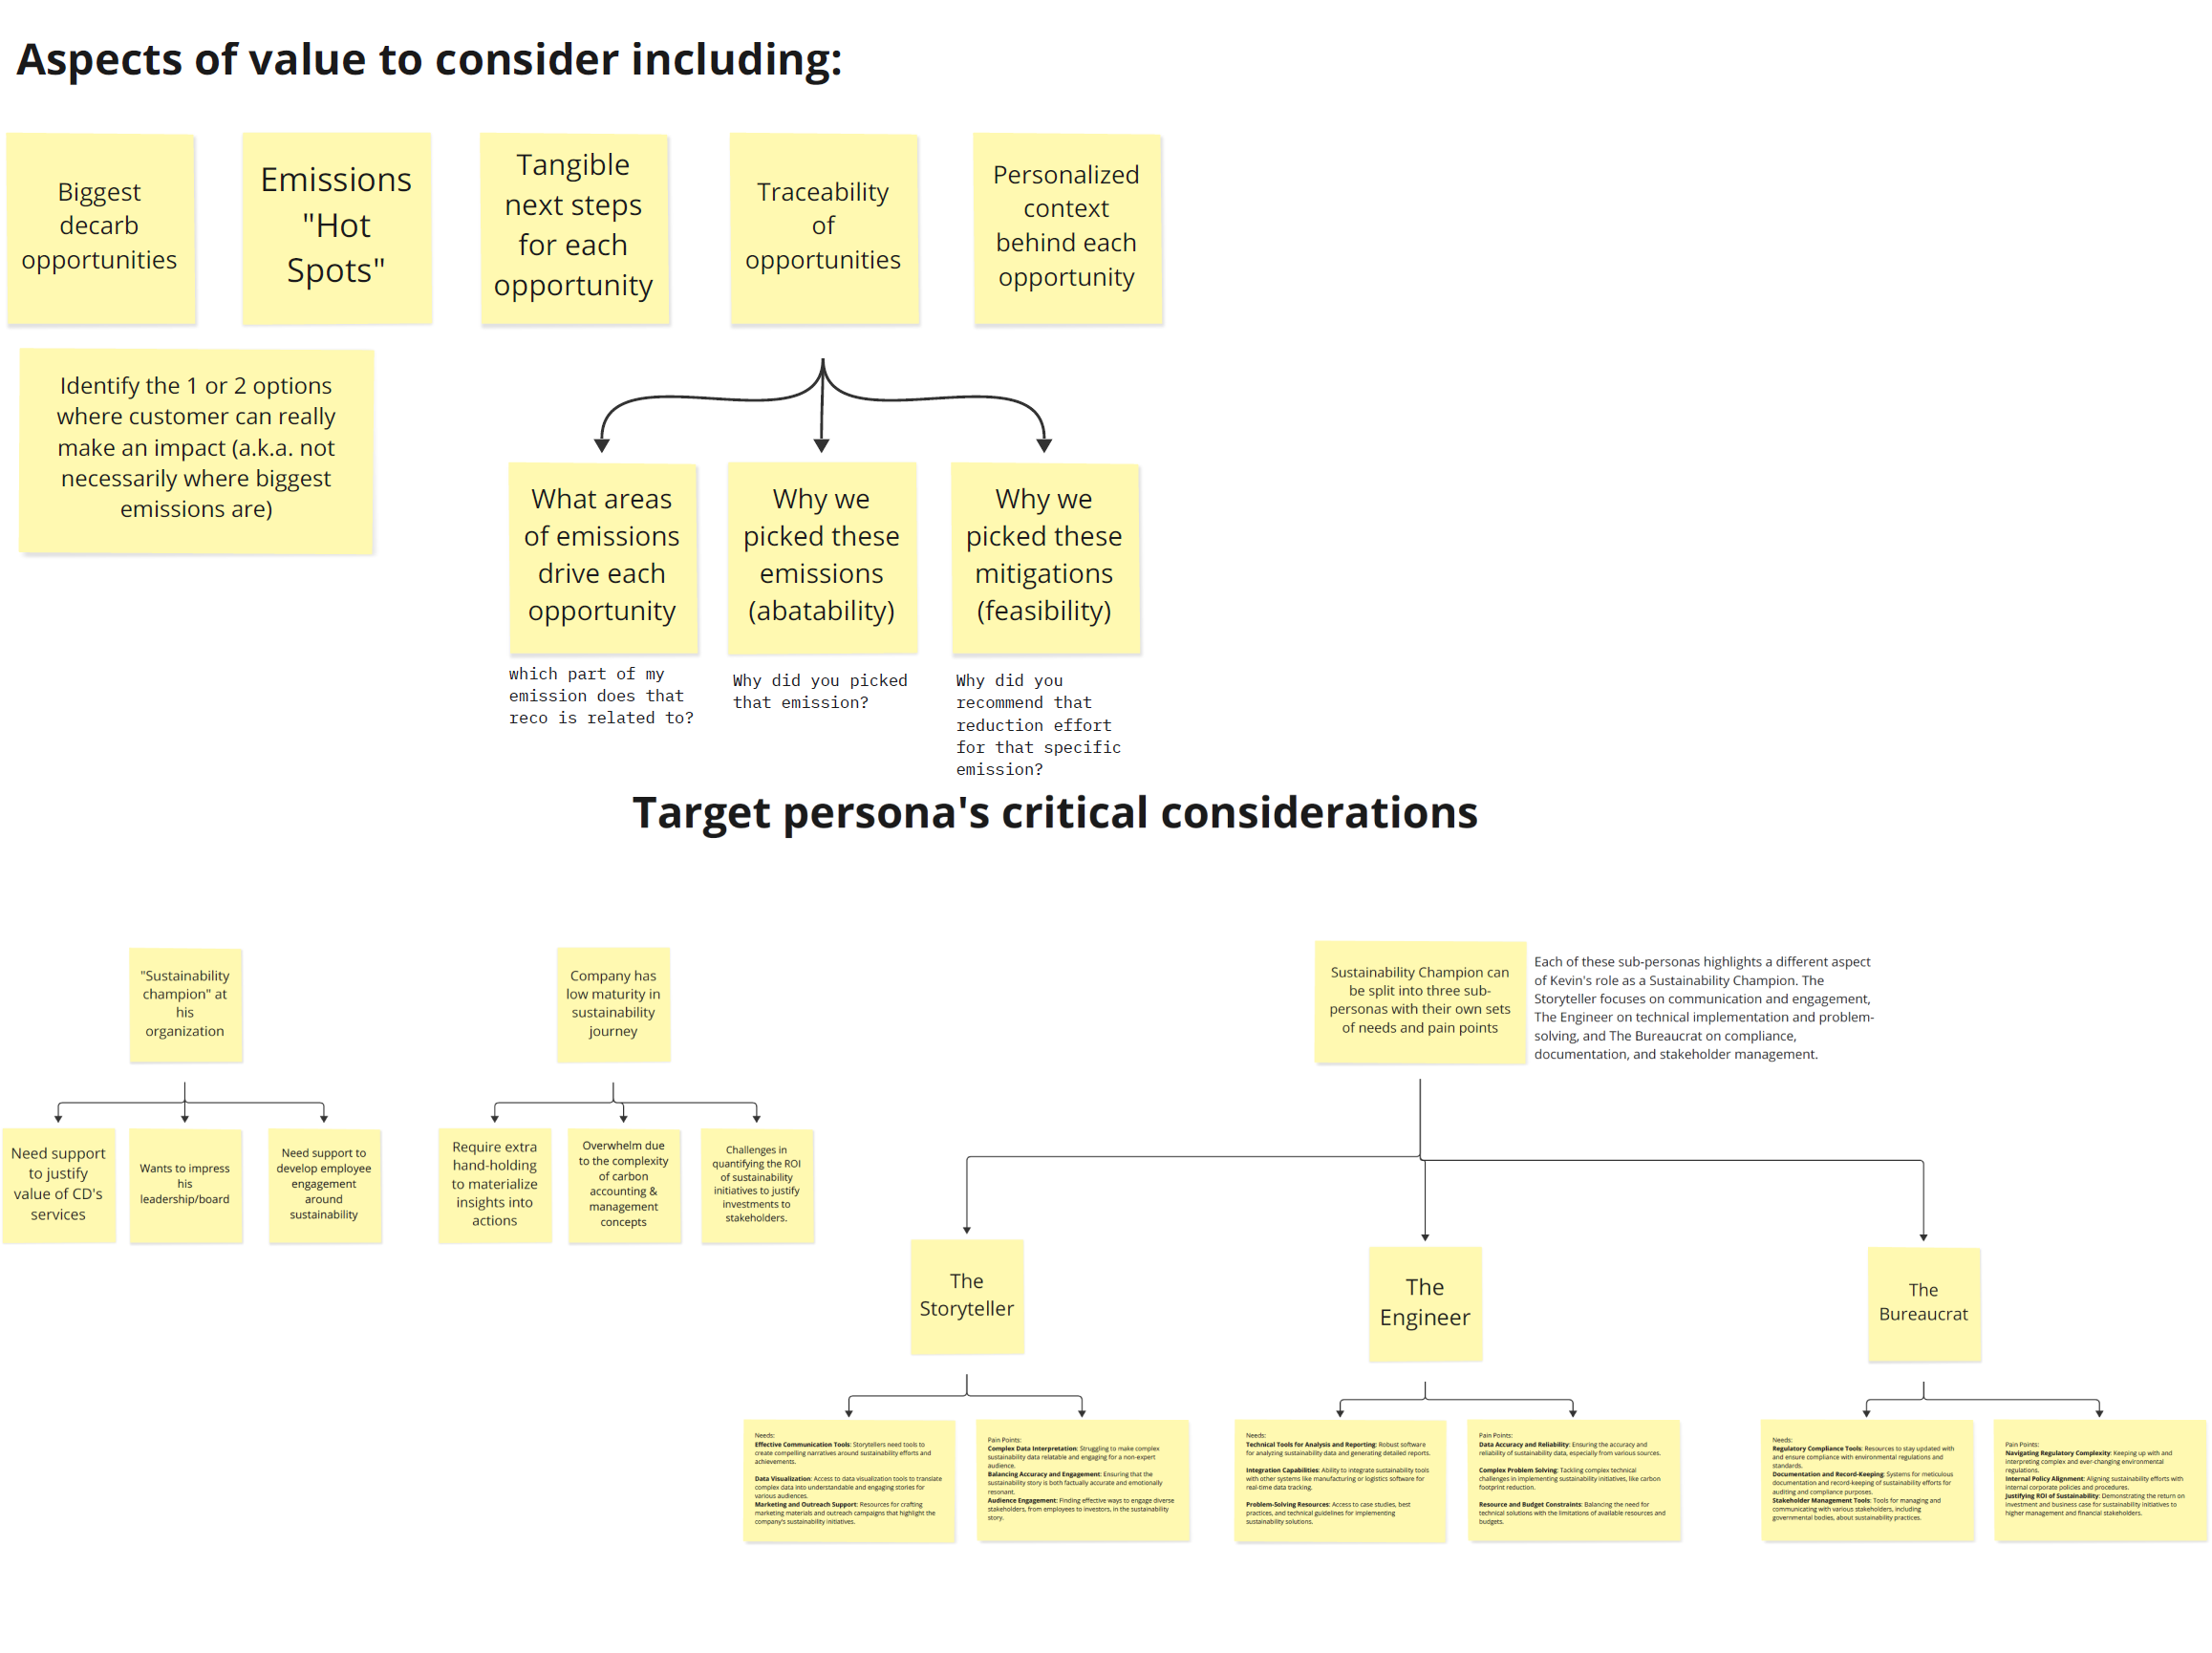 Aspects of value to consider including:
Biggest
decarb
opportunities
Emissions
"Hot
Spots"
Tangible
next steps
for each
opportunity
Traceability
of
opportunities
Personalized
context
behind each
opportunity
Identify the 1 or 2 options
where customer can really
make an impact (a.k.a. not
necessarily where biggest
emissions are)
What areas
of emissions
drive each
opportunity
Why we
picked these
emissions
(abatability)
Why we
picked these
mitigations
(feasibility)
which part of my
emission does that
reco is related to?
Why did you picked
that emission?
Why did you
recommend that
reduction effort
for that specific
emission?
Target persona's critical considerations
"Sustainability
champion" at
his
organization
Need support
to justify
value of CD's
services
Wants to impress
his
leadership/board
Need support to
develop employee
engagement
around
sustainability
Company has
low maturity in
sustainability
journey
Require extra
hand-holding
to materialize
insights into
actions
Overwhelm due
to the complexity
of carbon
accounting &
management
concepts
Challenges in
quantifying the ROI
of sustainability
initiatives to justify
investments to
stakeholders.
Sustainability Champion can
be split into three sub-
personas with their own sets
of needs and pain points
Each of these sub-personas highlights a different aspect
of Kevin's role as a Sustainability Champion. The
Storyteller focuses on communication and engagement,
The Engineer on technical implementation and problem-
solving, and The Bureaucrat on compliance,
documentation, and stakeholder management.
The
Storyteller
Needs:
Effective Communication Tools: Storytellers need tools to
create compelling narratives around sustainability efforts and
achievements.
Data Visualization: Access to data visualization tools to translate
complex data into understandable and engaging stories for
various audiences.
Marketing and Outreach Support: Resources for crafting
marketing materials and outreach campaigns that highlight the
company's sustainability initiatives.
Pain Points:
Complex Data Interpretation: Struggling to make complex
sustainability data relatable and engaging for a non-expert
audience.
Balancing Accuracy and Engagement: Ensuring that the
sustainability story is both factually accurate and emotionally
resonant.
Audience Engagement: Finding effective ways to engage diverse
stakeholders, from employees to investors, in the sustainability
story.
The
Engineer
Needs:
Technical Tools for Analysis and Reporting: Robust software
for analyzing sustainability data and generating detailed reports.
Integration Capabilities: Ability to integrate sustainability tools
with other systems like manufacturing or logistics software for
real-time data tracking.
Problem-Solving Resources: Access to case studies, best
practices, and technical guidelines for implementing
sustainability solutions.
Pain Points:
Data Accuracy and Reliability: Ensuring the accuracy and
reliability of sustainability data, especially from various sources.
Complex Problem Solving: Tackling complex technical
challenges in implementing sustainability initiatives, like carbon
footprint reduction.
Resource and Budget Constraints: Balancing the need for
technical solutions with the limitations of available resources and
budgets.
The
Bureaucrat
Needs:
Regulatory Compliance Tools: Resources to stay updated with
and ensure compliance with environmental regulations and
standards.
Documentation and Record-Keeping: Systems for meticulous
documentation and record-keeping of sustainability efforts for
auditing and compliance purposes.
Stakeholder Management Tools: Tools for managing and
communicating with various stakeholders, including
governmental bodies, about sustainability practices.
Pain Points:
Navigating Regulatory Complexity: Keeping up with and
interpreting complex and ever-changing environmental
regulations.
Internal Policy Alignment: Aligning sustainability efforts with
internal corporate policies and procedures.
Justifying ROI of Sustainability: Demonstrating the return on
investment and business case for sustainability initiatives to
higher management and financial stakeholders.